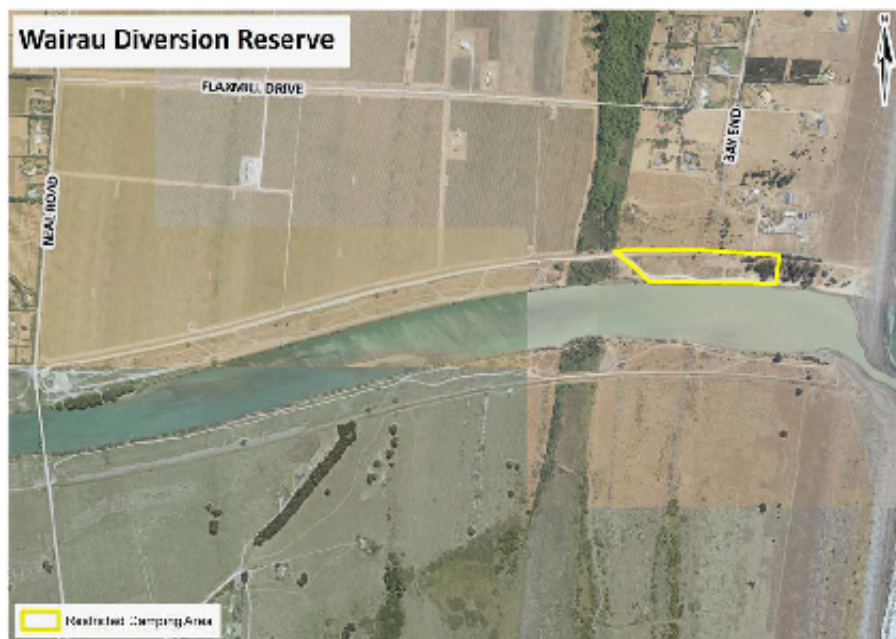 Wairau Diversion Reserve
FLAXMILL DRIVE
BAY END
NEAL ROAD
Restricted Camping Area